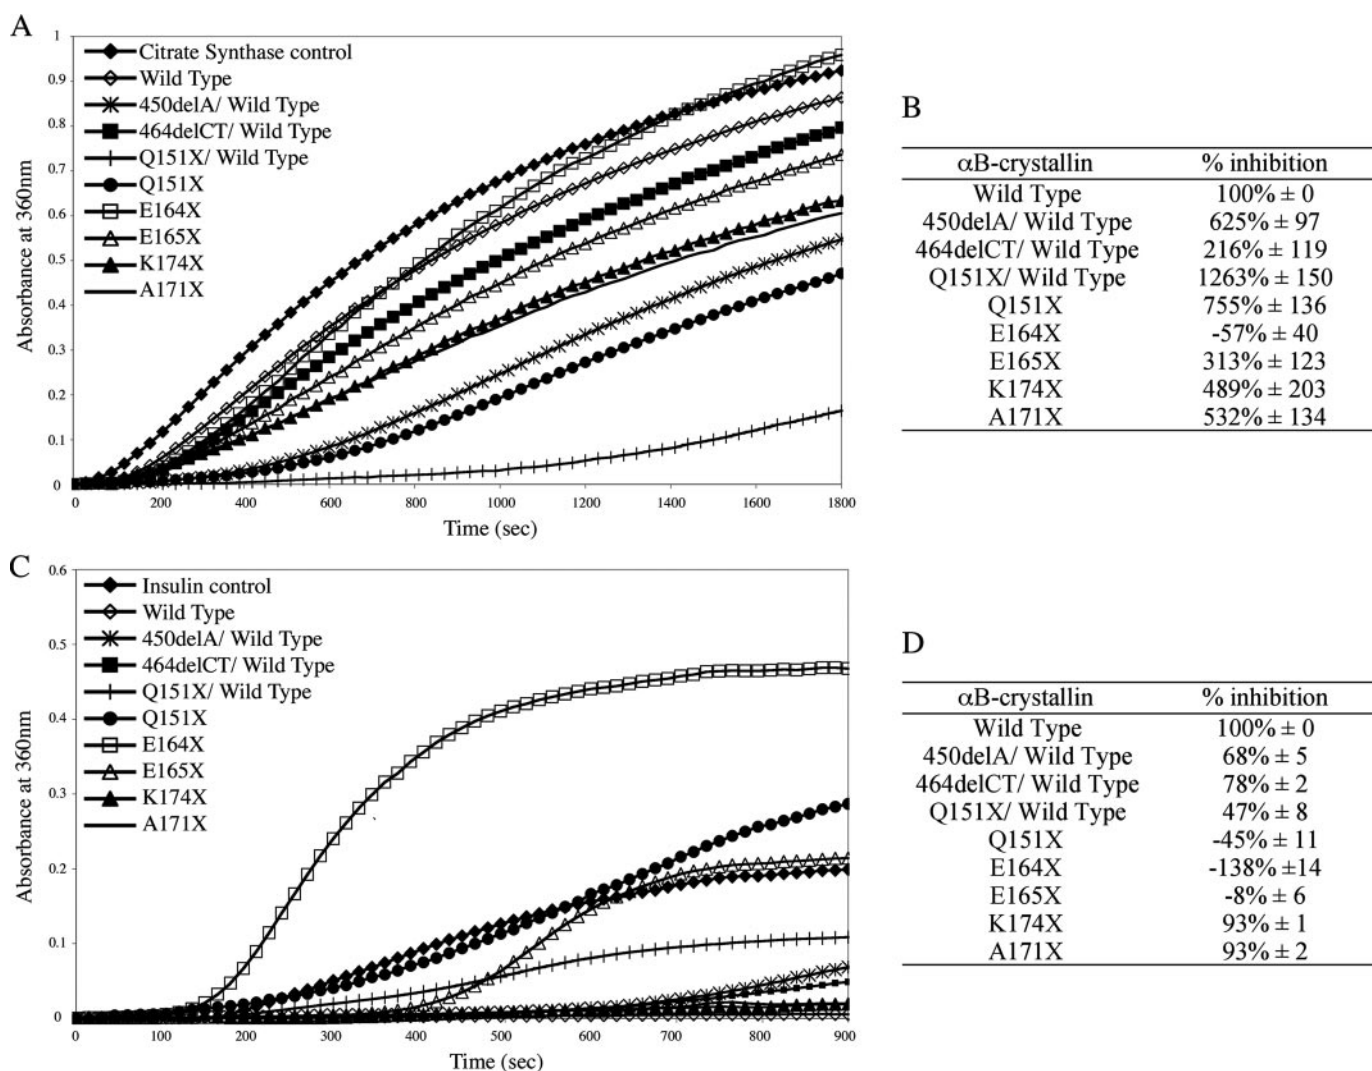 A
1
0.9
0.8
0.7
0.6
0.5
0.4
0.3
0.2
0.1
0
Absorbance at 360nm
Citrate Synthase control
Wild Type
450delA/ Wild Type
464delCT/ Wild Type
Q151X/ Wild Type
Q151X
E164X
E165X
K174X
A171X
0 200 400 600 800 1000 1200 1400 1600 1800
Time (sec)
B
αB-crystallin % inhibition
Wild Type 100% ± 0
450delA/ Wild Type 625% ± 97
464delCT/ Wild Type 216% ± 119
Q151X/ Wild Type 1263% ± 150
Q151X 755% ± 136
E164X -57% ± 40
E165X 313% ± 123
K174X 489% ± 203
A171X 532% ± 134
C
0.6
0.5
0.4
0.3
0.2
0.1
0
Absorbance at 360nm
Insulin control
Wild Type
450delA/ Wild Type
464delCT/ Wild Type
Q151X/ Wild Type
Q151X
E164X
E165X
K174X
A171X
0 100 200 300 400 500 600 700 800 900
Time (sec)
D
αB-crystallin % inhibition
Wild Type 100% ± 0
450delA/ Wild Type 68% ± 5
464delCT/ Wild Type 78% ± 2
Q151X/ Wild Type 47% ± 8
Q151X -45% ± 11
E164X -138% ±14
E165X -8% ± 6
K174X 93% ± 1
A171X 93% ± 2